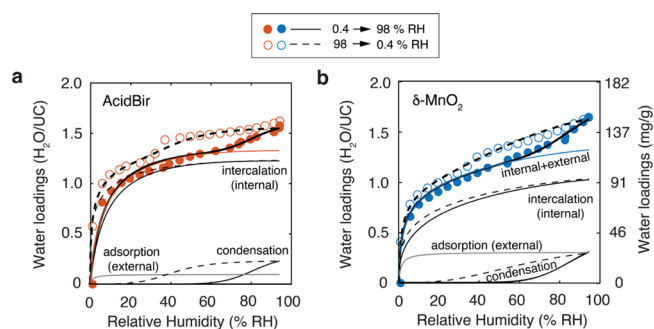 0.4 → 98 % RH
98 → 0.4 % RH
a
AcidBir
Water loadings (H2O/UC)
2.0
1.5
1.0
0.5
0
intercalation
(internal)
adsorption
(external)
condensation
0 20 40 60 80 100
Relative Humidity (% RH)
b
δ-MnO2
Water loadings (H2O/UC)
2.0
1.5
1.0
0.5
0
internal+external
intercalation
(internal)
adsorption (external)
condensation
0 20 40 60 80 100
Relative Humidity (% RH)
182
137
91
46
0
Water loadings (mg/g)